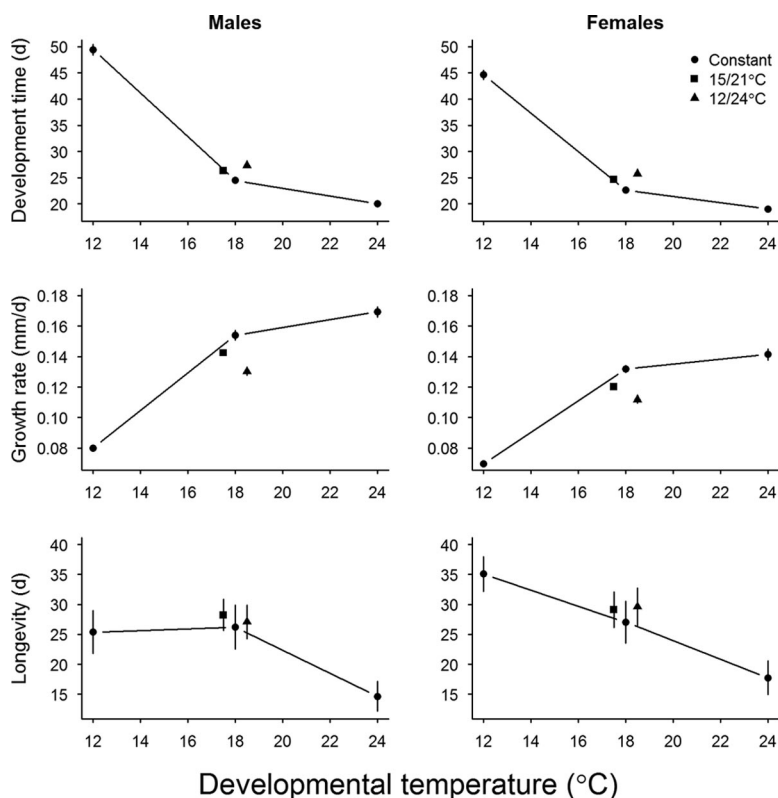 Males
Females
Development time (d)
50
45
40
35
30
25
20
12 14 16 18 20 22 24
50
45
40
35
30
25
20
12 14 16 18 20 22 24
Constant
15/21°C
12/24°C
Growth rate (mm/d)
0.18
0.16
0.14
0.12
0.10
0.08
12 14 16 18 20 22 24
0.18
0.16
0.14
0.12
0.10
0.08
12 14 16 18 20 22 24
Longevity (d)
40
35
30
25
20
15
12 14 16 18 20 22 24
40
35
30
25
20
15
12 14 16 18 20 22 24
Developmental temperature (°C)